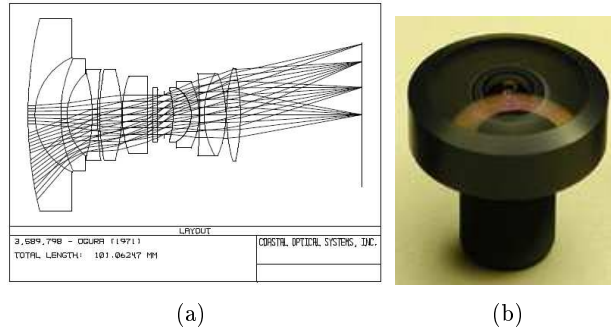 LAYOUT
3,589,798 - OGURA (1971)
TOTAL LENGTH: 101.06247 MM
COASTAL OPTICAL SYSTEMS, INC.
(a)
(b)